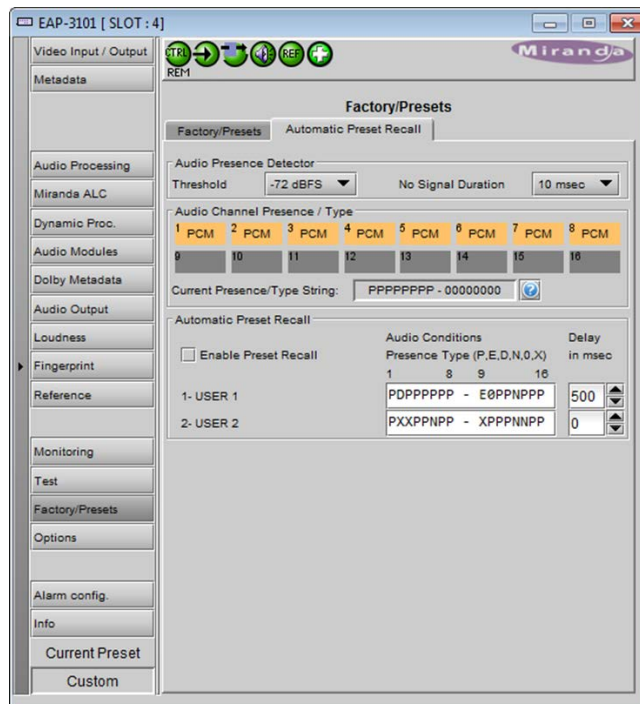 EAP-3101 [ SLOT : 4]
Video Input / Output
Metadata
Audio Processing
Miranda ALC
Dynamic Proc.
Audio Modules
Dolby Metadata
Audio Output
Loudness
Fingerprint
Reference
Monitoring
Test
Factory/Presets
Options
Alarm config.
Info
Current Preset
Custom
CTRL
REF
REM
Miranda
Factory/Presets
Factory/Presets Automatic Preset Recall
Audio Presence Detector
Threshold -72 dBFS No Signal Duration 10 msec
Audio Channel Presence / Type
1 PCM 2 PCM 3 PCM 4 PCM 5 PCM 6 PCM 7 PCM 8 PCM
9 10 11 12 13 14 15 16
Current Presence/Type String: PPPPPPPP - 00000000 ?
Automatic Preset Recall
Audio Conditions Delay
Enable Preset Recall Presence Type (P,E,D,N,0,X) in msec
1 8 9 16
1- USER 1 PDPPPPPP - E0PPNPPP 500
2- USER 2 PXXPPNPP - XPPPNNPP 0